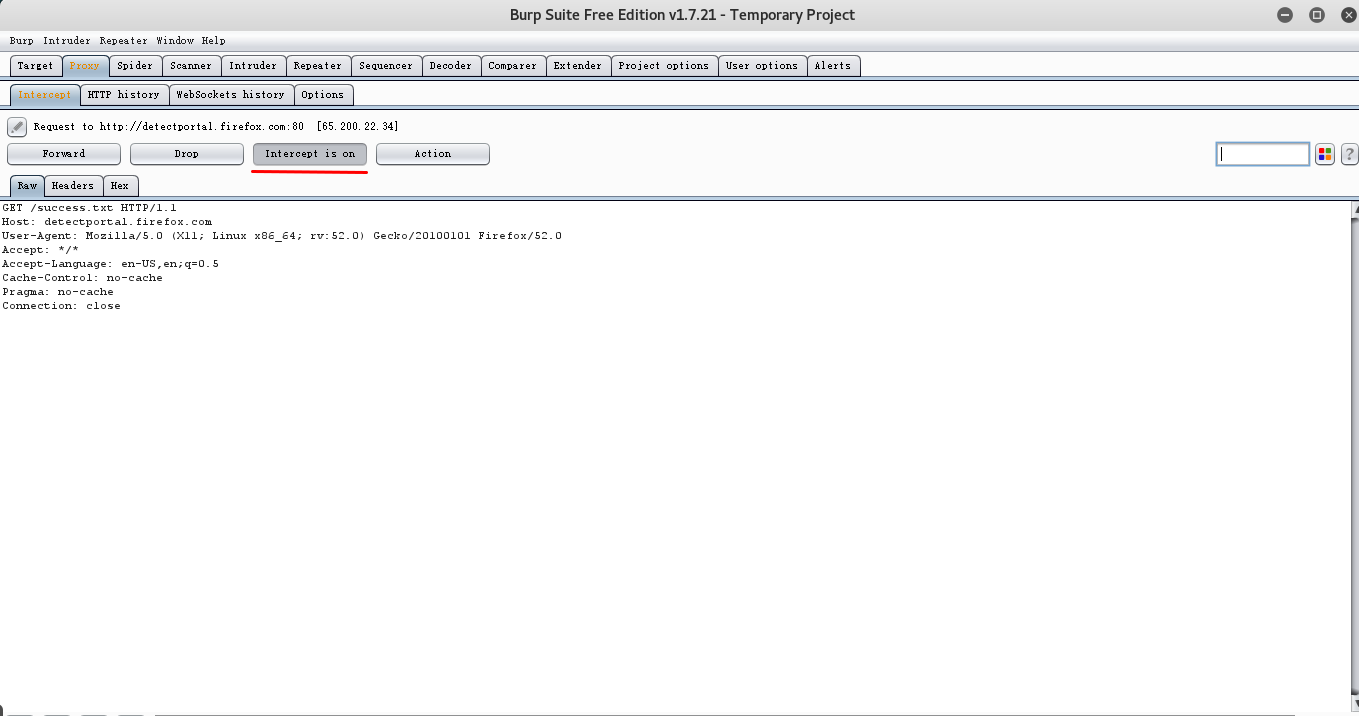 Burp Suite Free Edition v1.7.21 - Temporary Project
Burp Intruder Repeater Window Help
Target Proxy Spider Scanner Intruder Repeater Sequencer Decoder Comparer Extender Project options User options Alerts
Intercept HTTP history WebSockets history Options
Request to http://detectportal.firefox.com:80 [65.200.22.34]
Forward Drop Intercept is on Action ?
Raw Headers Hex
GET /success.txt HTTP/1.1
Host: detectportal.firefox.com
User-Agent: Mozilla/5.0 (X11; Linux x86_64; rv:52.0) Gecko/20100101 Firefox/52.0
Accept: */*
Accept-Language: en-US,en;q=0.5
Cache-Control: no-cache
Pragma: no-cache
Connection: close